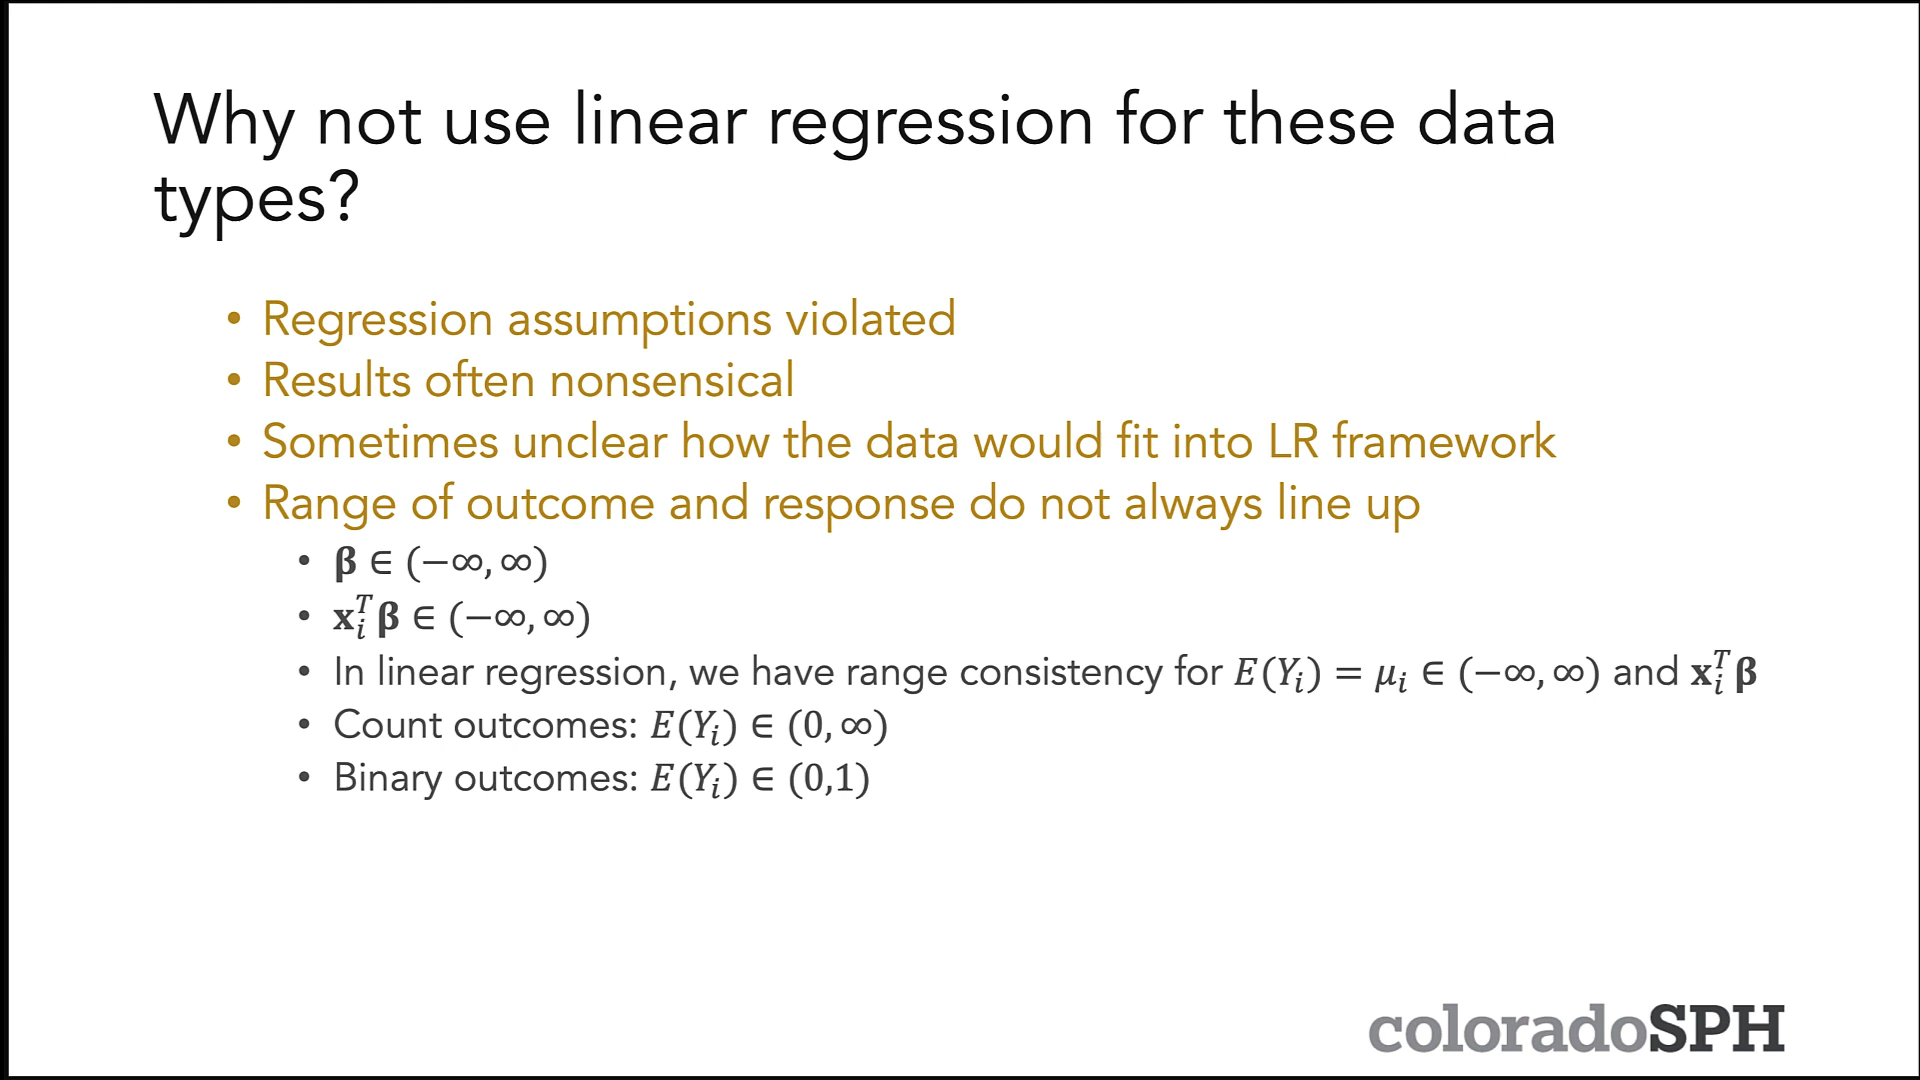 Why not use linear regression for these data
types?
• Regression assumptions violated
• Results often nonsensical
• Sometimes unclear how the data would fit into LR framework
• Range of outcome and response do not always line up
• 𝛃 ∈ (−∞, ∞)
• 𝐱ᵢᵀ𝛃 ∈ (−∞, ∞)
• In linear regression, we have range consistency for E(Yᵢ) = μᵢ ∈ (−∞, ∞) and 𝐱ᵢᵀ𝛃
• Count outcomes: E(Yᵢ) ∈ (0, ∞)
• Binary outcomes: E(Yᵢ) ∈ (0,1)
coloradoSPH